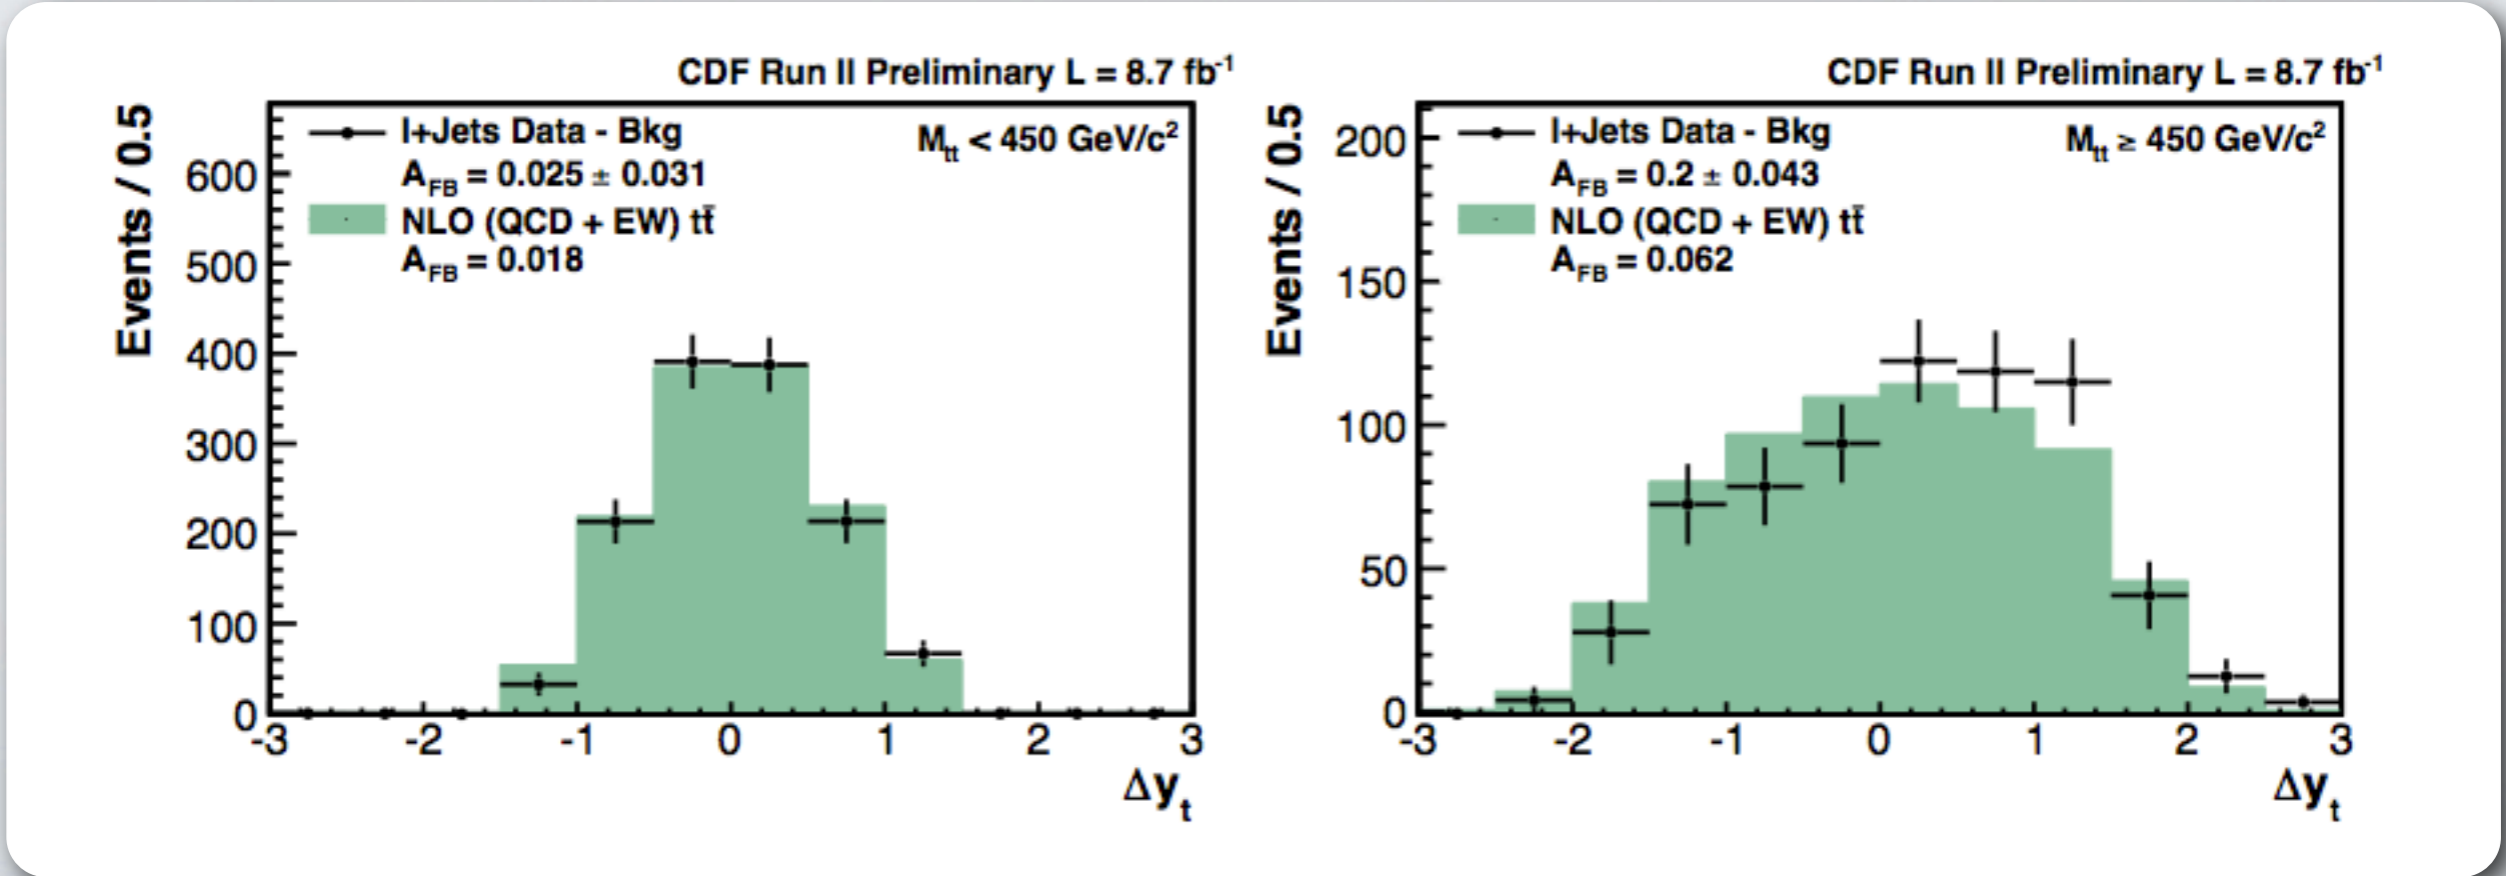 CDF Run II Preliminary L = 8.7 fb⁻¹
Events / 0.5
l+Jets Data - Bkg
A_FB = 0.025 ± 0.031
NLO (QCD + EW) tt̄
A_FB = 0.018
M_tt < 450 GeV/c²
600
500
400
300
200
100
0
-3 -2 -1 0 1 2 3
Δy_t
CDF Run II Preliminary L = 8.7 fb⁻¹
Events / 0.5
l+Jets Data - Bkg
A_FB = 0.2 ± 0.043
NLO (QCD + EW) tt̄
A_FB = 0.062
M_tt ≥ 450 GeV/c²
200
150
100
50
0
-3 -2 -1 0 1 2 3
Δy_t